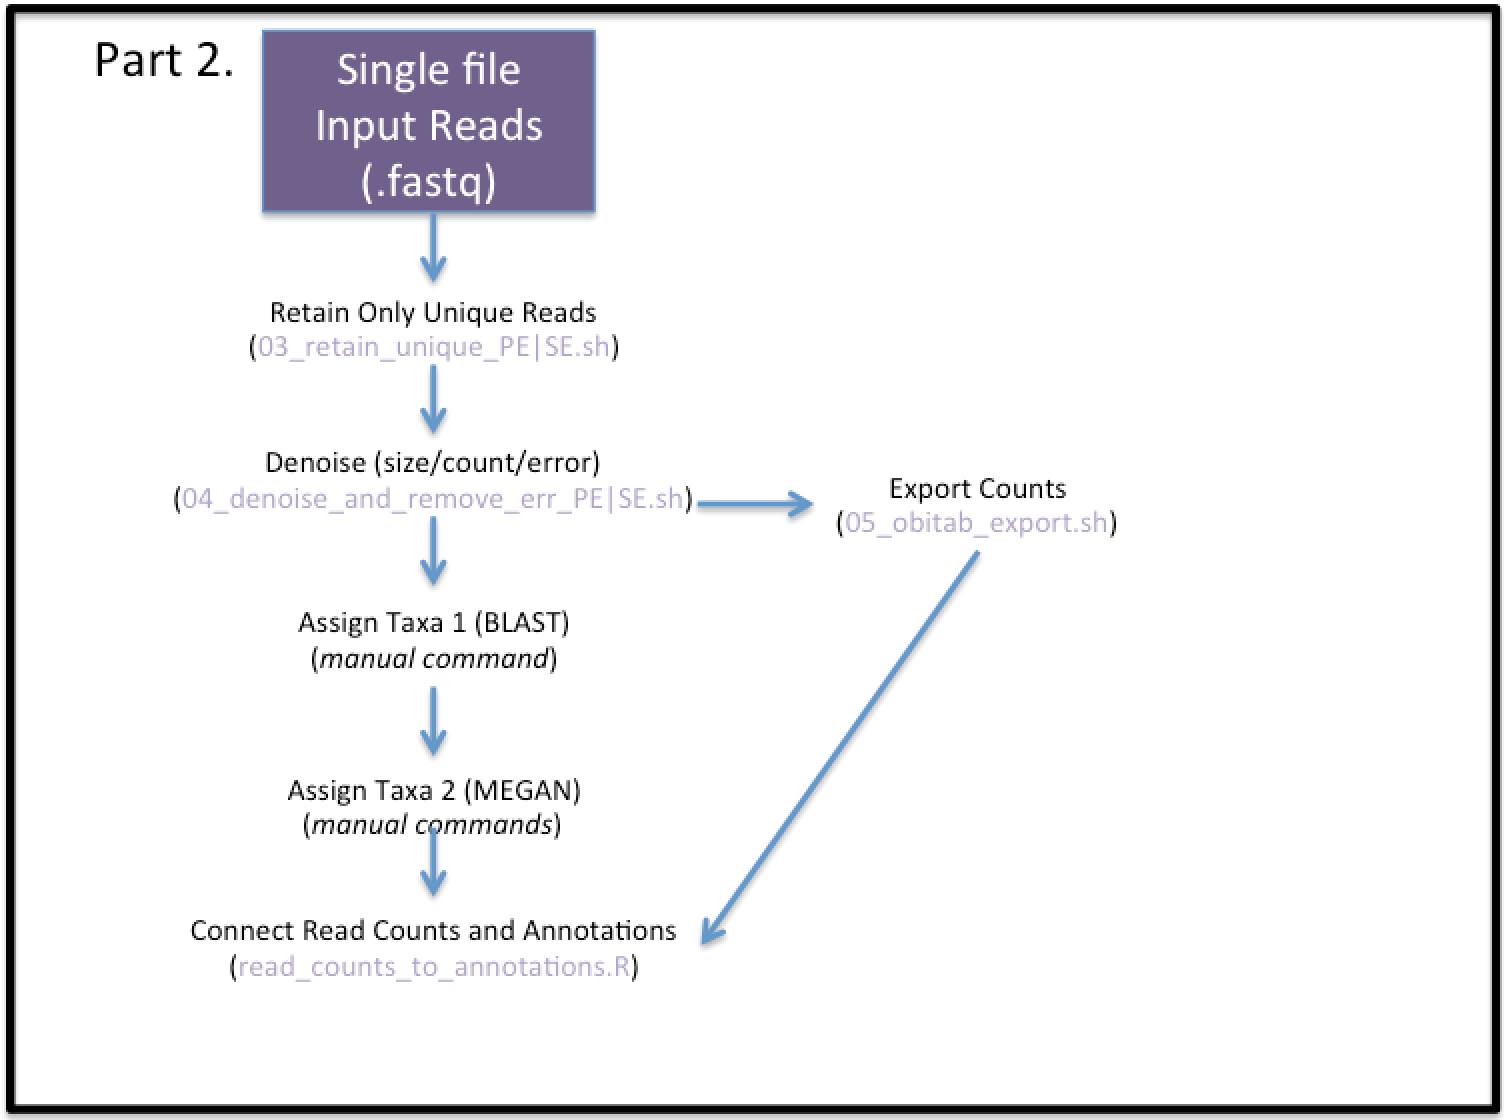 Part 2.
Single file
Input Reads
(.fastq)
Retain Only Unique Reads
(03_retain_unique_PE|SE.sh)
Denoise (size/count/error)
(04_denoise_and_remove_err_PE|SE.sh)
Export Counts
(05_obitab_export.sh)
Assign Taxa 1 (BLAST)
(manual command)
Assign Taxa 2 (MEGAN)
(manual commands)
Connect Read Counts and Annotations
(read_counts_to_annotations.R)